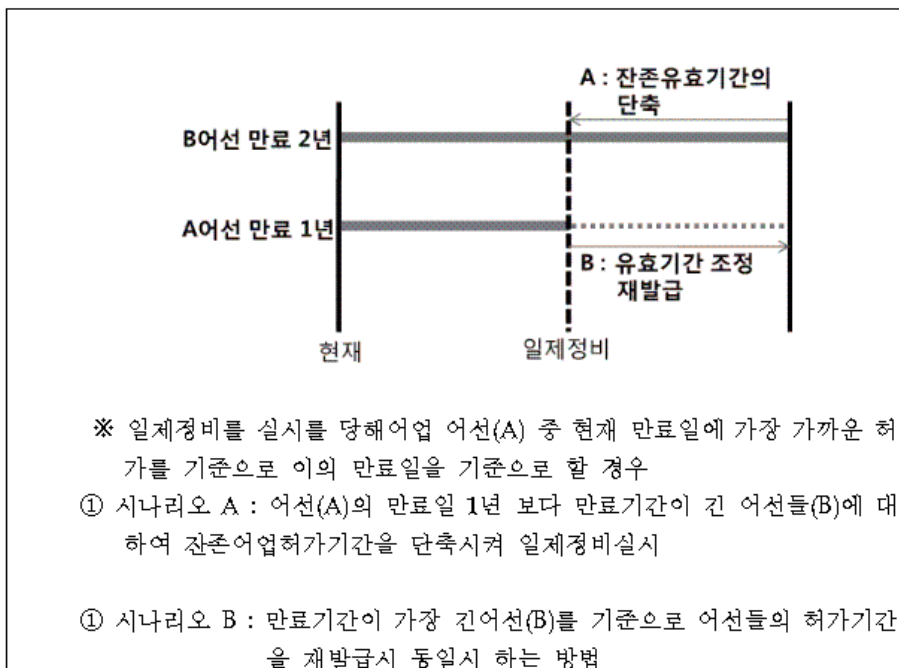 A : 잔존유효기간의
단축
B어선 만료 2년
A어선 만료 1년
B : 유효기간 조정
재발급
현재
일제정비
※ 일제정비를 실시를 당해어업 어선(A) 중 현재 만료일에 가장 가까운 허
가를 기준으로 이의 만료일을 기준으로 할 경우
① 시나리오 A : 어선(A)의 만료일 1년 보다 만료기간이 긴 어선들(B)에 대
하여 잔존어업허가기간을 단축시켜 일제정비실시
① 시나리오 B : 만료기간이 가장 긴어선(B)를 기준으로 어선들의 허가기간
을 재발급시 동일시 하는 방법